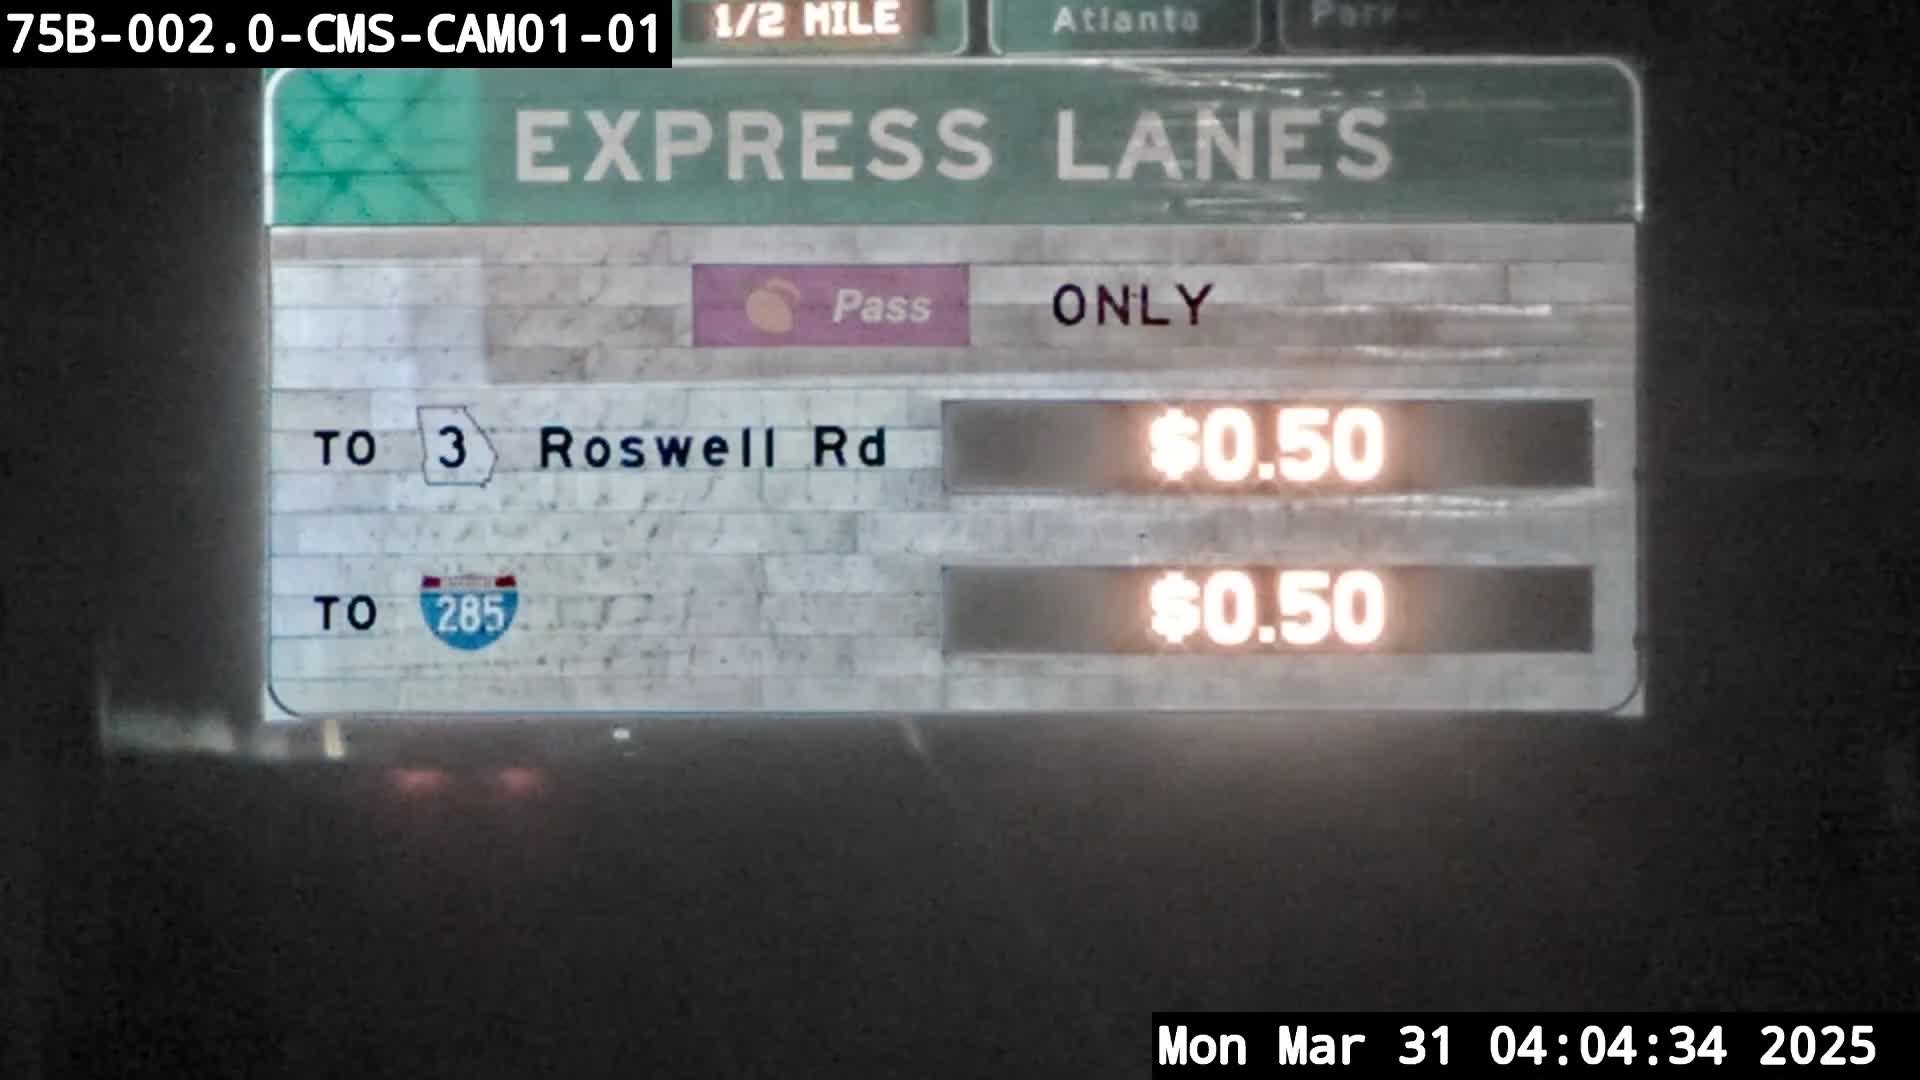 75B-002.0-CMS-CAM01-01
1/2 MILE
Atlanta
EXPRESS LANES
Pass ONLY
TO 3 Roswell Rd $0.50
TO 285 $0.50
Mon Mar 31 04:04:34 2025